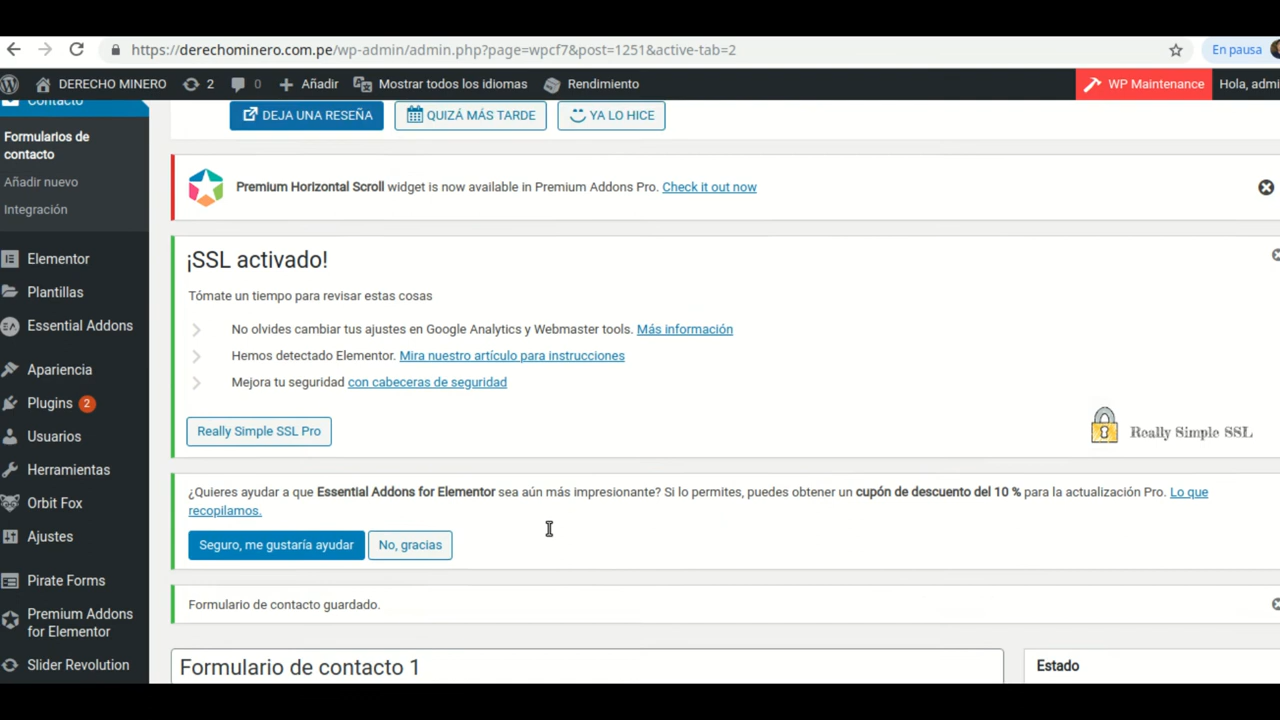 https://derechominero.com.pe/wp-admin/admin.php?page=wpcf7&post=1251&active-tab=2
En pausa
DERECHO MINERO
2
0
Añadir
Mostrar todos los idiomas
Rendimiento
WP Maintenance
Hola, admi
Contacto
Formularios de
contacto
Añadir nuevo
Integración
Elementor
Plantillas
Essential Addons
Apariencia
Plugins 2
Usuarios
Herramientas
Orbit Fox
Ajustes
Pirate Forms
Premium Addons
for Elementor
Slider Revolution
DEJA UNA RESEÑA
QUIZÁ MÁS TARDE
YA LO HICE
Premium Horizontal Scroll widget is now available in Premium Addons Pro. Check it out now
¡SSL activado!
Tómate un tiempo para revisar estas cosas
No olvides cambiar tus ajustes en Google Analytics y Webmaster tools. Más información
Hemos detectado Elementor. Mira nuestro artículo para instrucciones
Mejora tu seguridad con cabeceras de seguridad
Really Simple SSL Pro
Really Simple SSL
¿Quieres ayudar a que Essential Addons for Elementor sea aún más impresionante? Si lo permites, puedes obtener un cupón de descuento del 10 % para la actualización Pro. Lo que
recopilamos.
Seguro, me gustaría ayudar
No, gracias
Formulario de contacto guardado.
Formulario de contacto 1
Estado